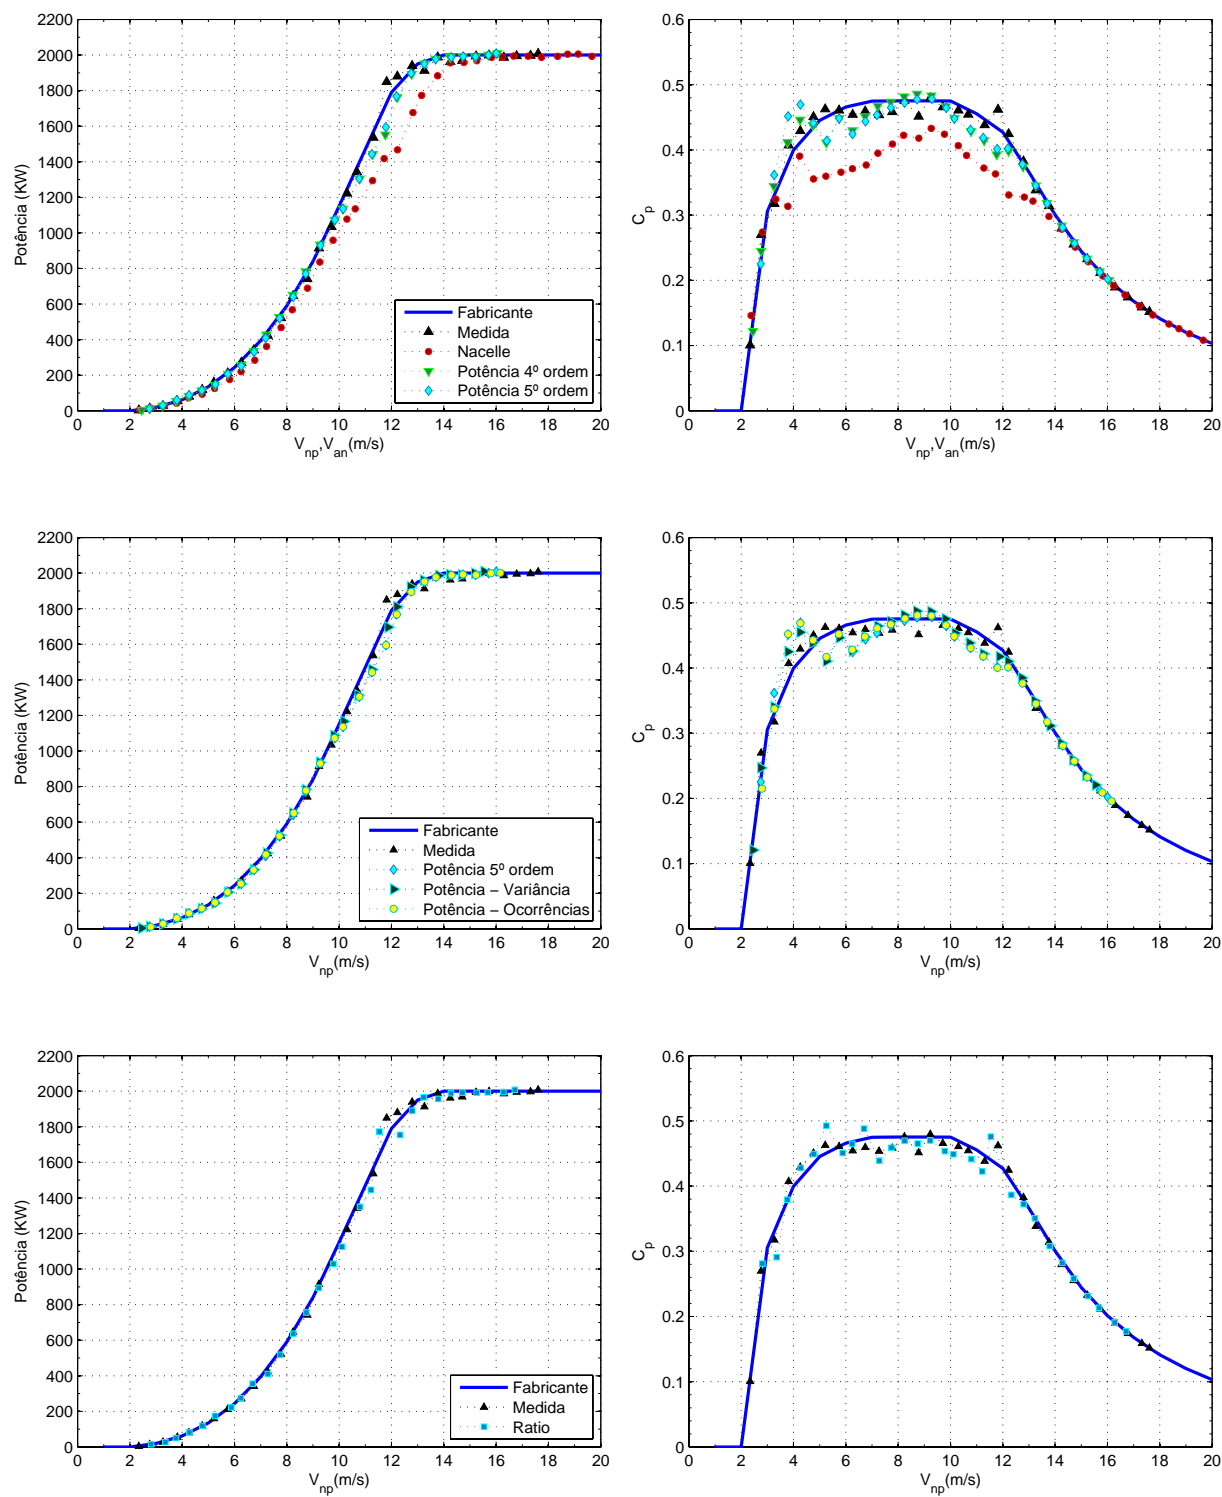 2200
2000
1800
1600
1400
1200
1000
800
600
400
200
0
Potência (KW)
0 2 4 6 8 10 12 14 16 18 20
V_np,V_an(m/s)
Fabricante
Medida
Nacelle
Potência 4º ordem
Potência 5º ordem
0.6
0.5
0.4
0.3
0.2
0.1
0
C_p
0 2 4 6 8 10 12 14 16 18 20
V_np,V_an(m/s)
2200
2000
1800
1600
1400
1200
1000
800
600
400
200
0
Potência (KW)
0 2 4 6 8 10 12 14 16 18 20
V_np(m/s)
Fabricante
Medida
Potência 5º ordem
Potência − Variância
Potência − Ocorrências
0.6
0.5
0.4
0.3
0.2
0.1
0
C_p
0 2 4 6 8 10 12 14 16 18 20
V_np(m/s)
2200
2000
1800
1600
1400
1200
1000
800
600
400
200
0
Potência (KW)
0 2 4 6 8 10 12 14 16 18 20
V_np(m/s)
Fabricante
Medida
Ratio
0.6
0.5
0.4
0.3
0.2
0.1
0
C_p
0 2 4 6 8 10 12 14 16 18 20
V_np(m/s)